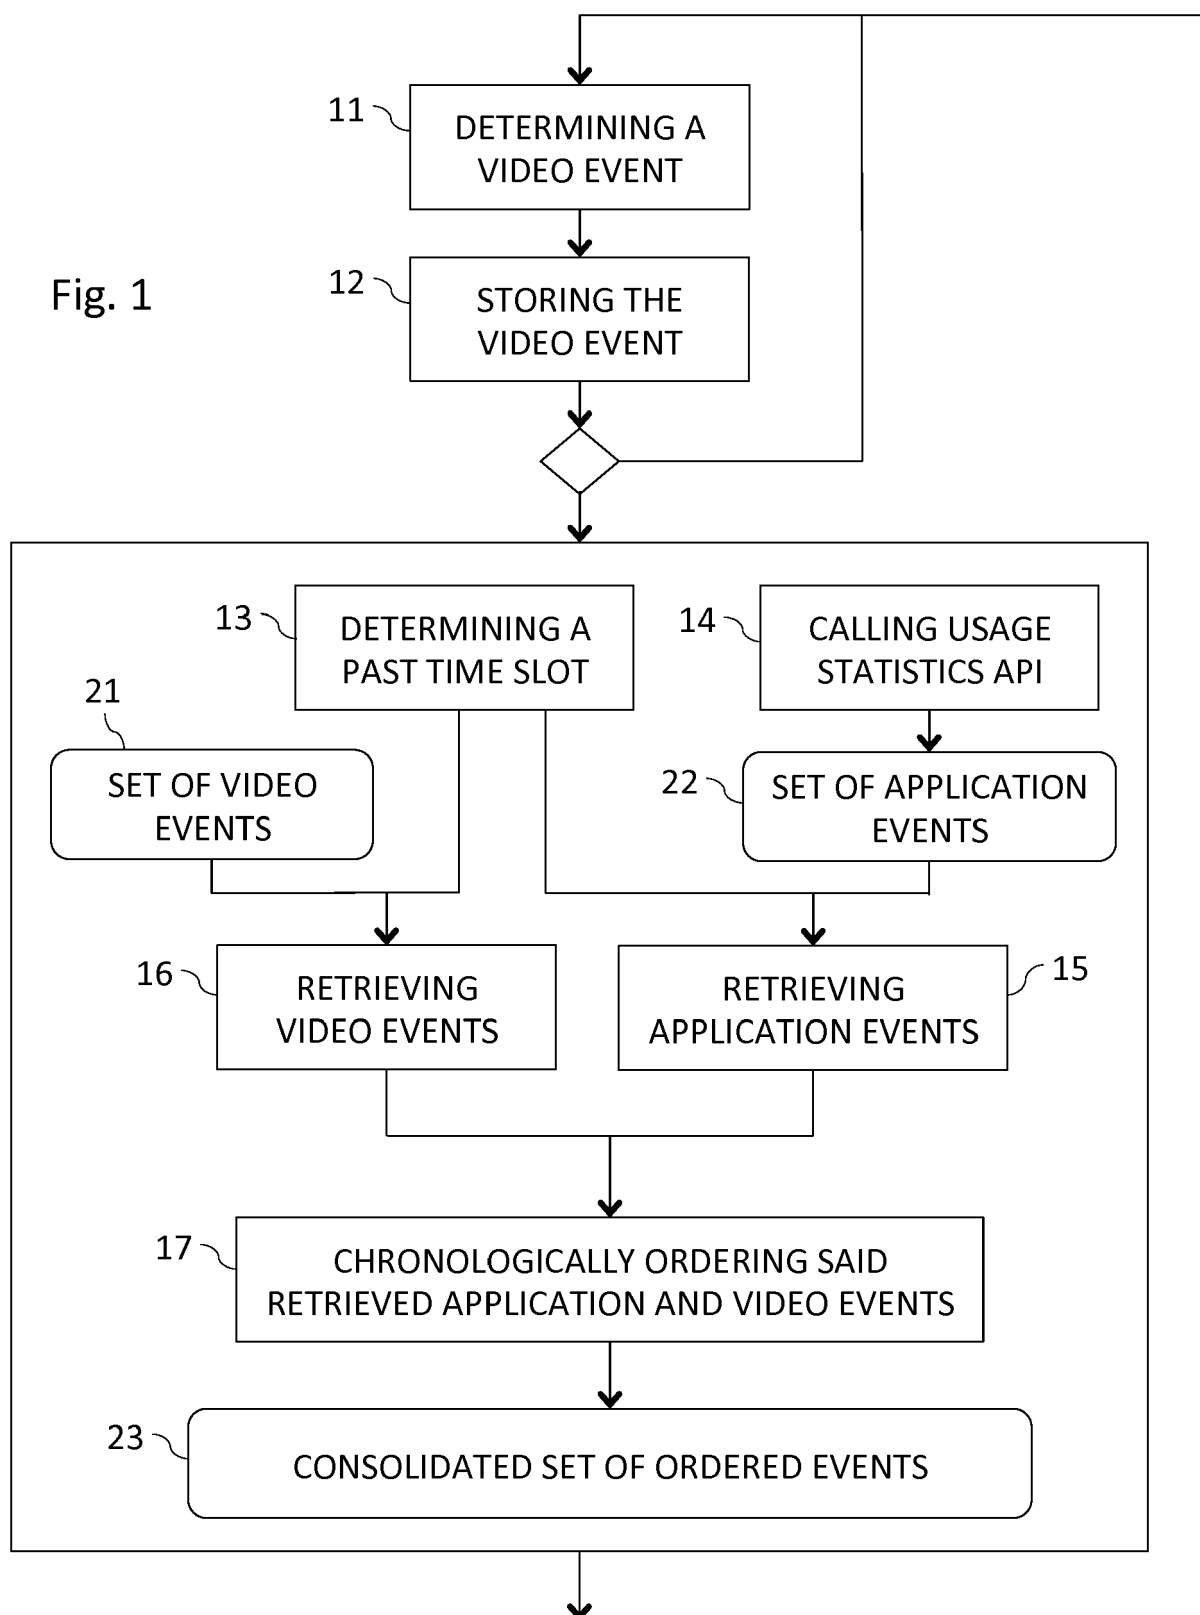 11
DETERMINING A
VIDEO EVENT
Fig. 1
12
STORING THE
VIDEO EVENT
13
DETERMINING A
PAST TIME SLOT
14
CALLING USAGE
STATISTICS API
21
SET OF VIDEO
EVENTS
22
SET OF APPLICATION
EVENTS
16
RETRIEVING
VIDEO EVENTS
RETRIEVING
APPLICATION EVENTS
15
17
CHRONOLOGICALLY ORDERING SAID
RETRIEVED APPLICATION AND VIDEO EVENTS
23
CONSOLIDATED SET OF ORDERED EVENTS